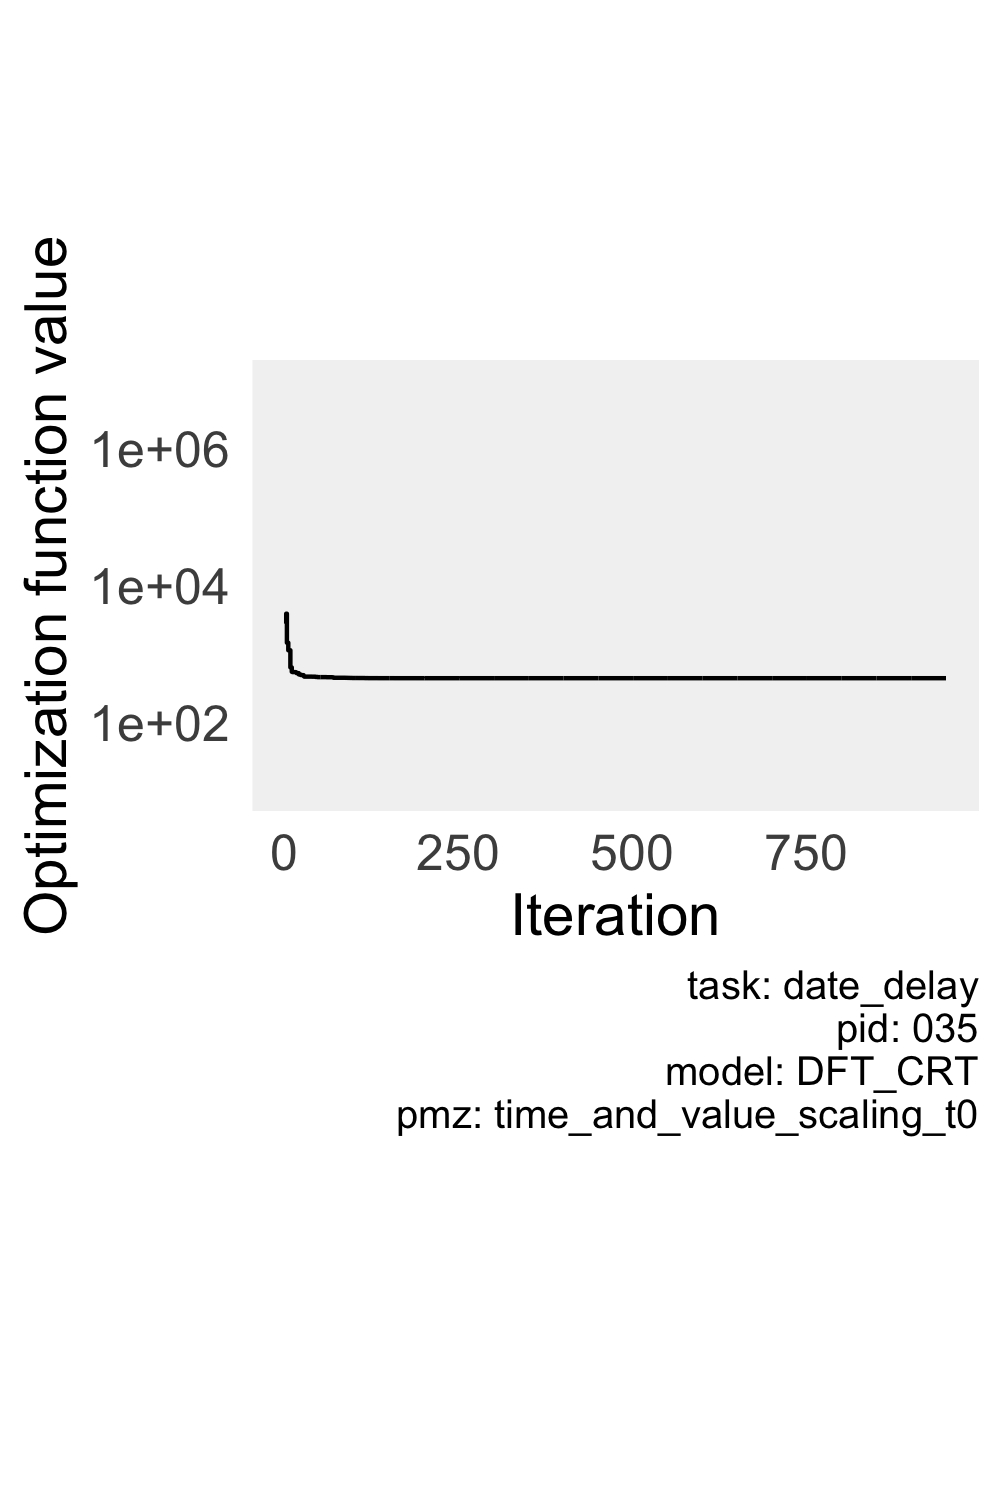 Optimization function value
1e+06
1e+04
1e+02
0 250 500 750
Iteration
task: date_delay
pid: 035
model: DFT_CRT
pmz: time_and_value_scaling_t0